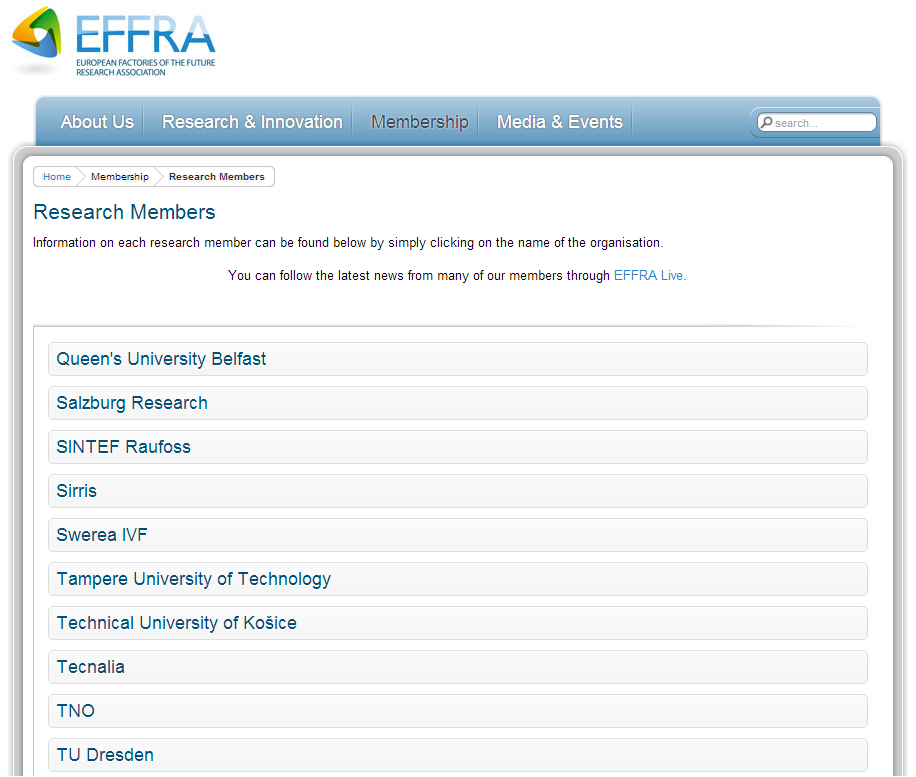 EFFRA
EUROPEAN FACTORIES OF THE FUTURE
RESEARCH ASSOCIATION
About Us Research & Innovation Membership Media & Events search...
Home Membership Research Members
Research Members
Information on each research member can be found below by simply clicking on the name of the organisation.
You can follow the latest news from many of our members through EFFRA Live.
Queen's University Belfast
Salzburg Research
SINTEF Raufoss
Sirris
Swerea IVF
Tampere University of Technology
Technical University of Košice
Tecnalia
TNO
TU Dresden